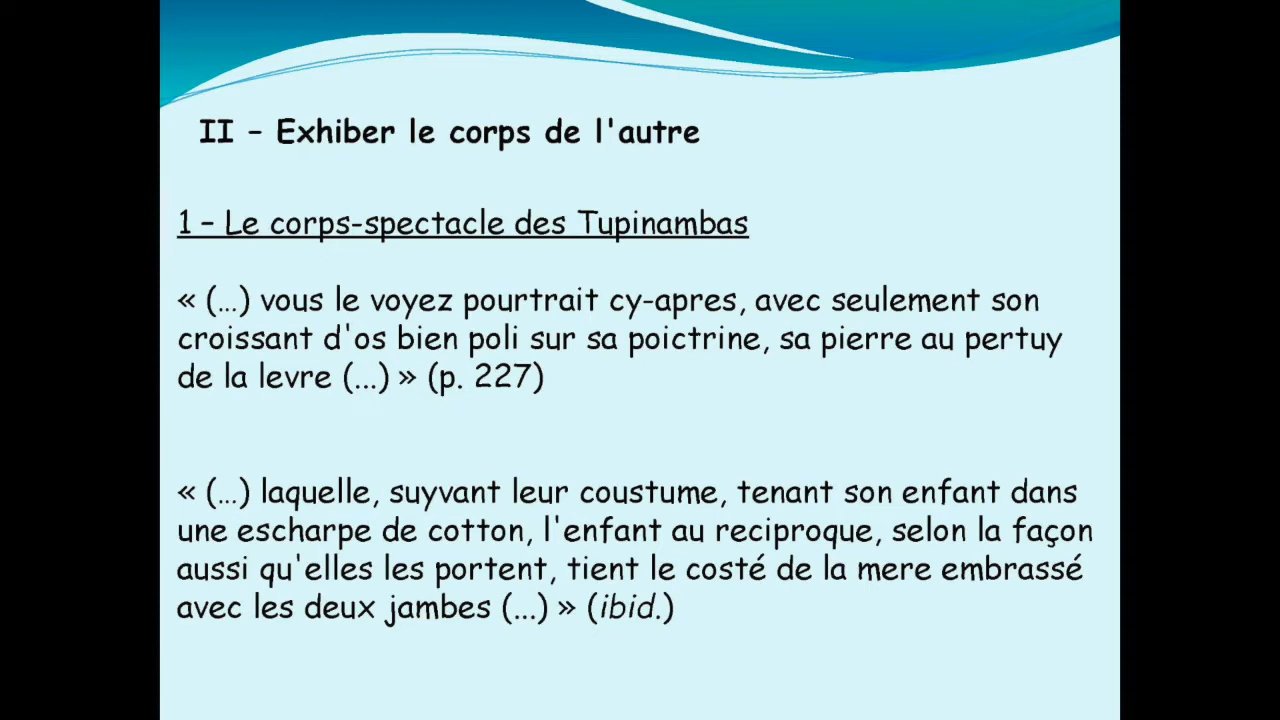 II – Exhiber le corps de l'autre
1 – Le corps-spectacle des Tupinambas
« (…) vous le voyez pourtrait cy-apres, avec seulement son
croissant d'os bien poli sur sa poictrine, sa pierre au pertuy
de la levre (...) » (p. 227)
« (…) laquelle, suyvant leur coustume, tenant son enfant dans
une escharpe de cotton, l'enfant au reciproque, selon la façon
aussi qu'elles les portent, tient le costé de la mere embrassé
avec les deux jambes (...) » (ibid.)